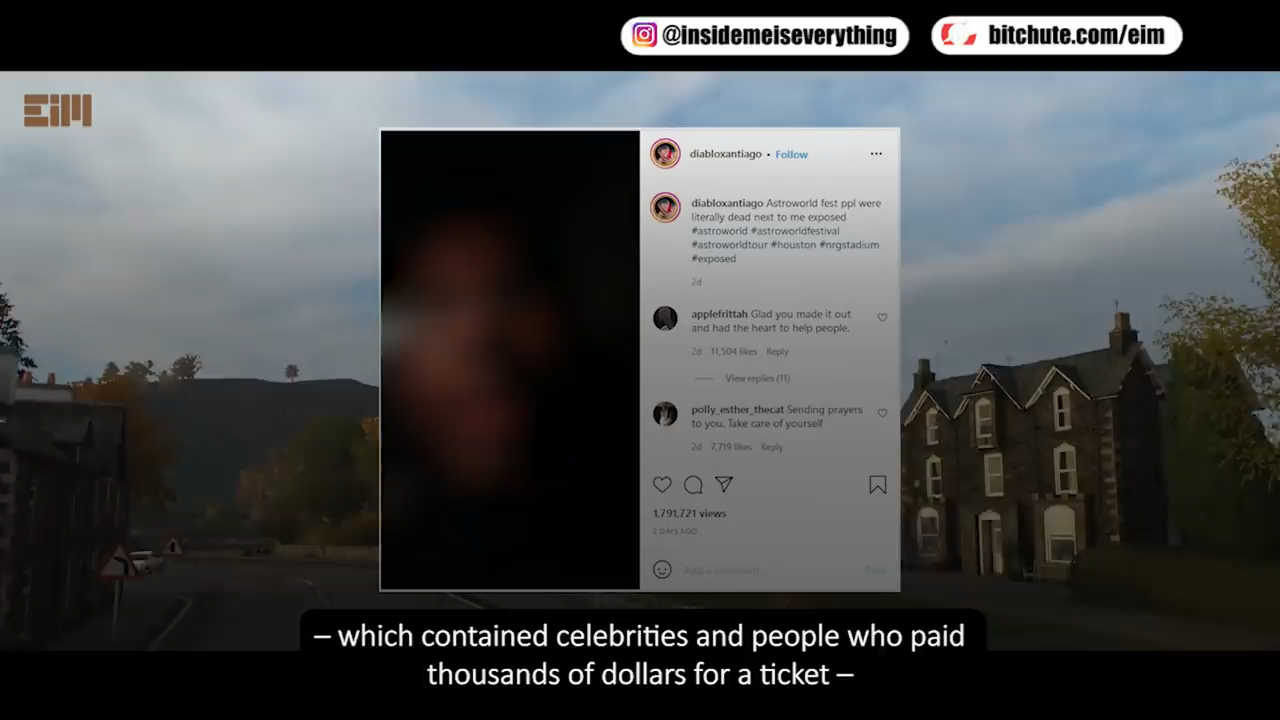 @insidemeiseverything
bitchute.com/eim
EiM
diabloxantiago • Follow
diabloxantiago Astroworld fest ppl were
literally dead next to me exposed
#astroworld #astroworldfestival
#astroworldtour #houston #nrgstadium
#exposed
2d
applefrittah Glad you made it out
and had the heart to help people.
2d 11,504 likes Reply
View replies (11)
polly_esther_thecat Sending prayers
to you. Take care of yourself
2d 7,719 likes Reply
1,791,721 views
2 DAYS AGO
Add a comment...
Post
– which contained celebrities and people who paid
thousands of dollars for a ticket –